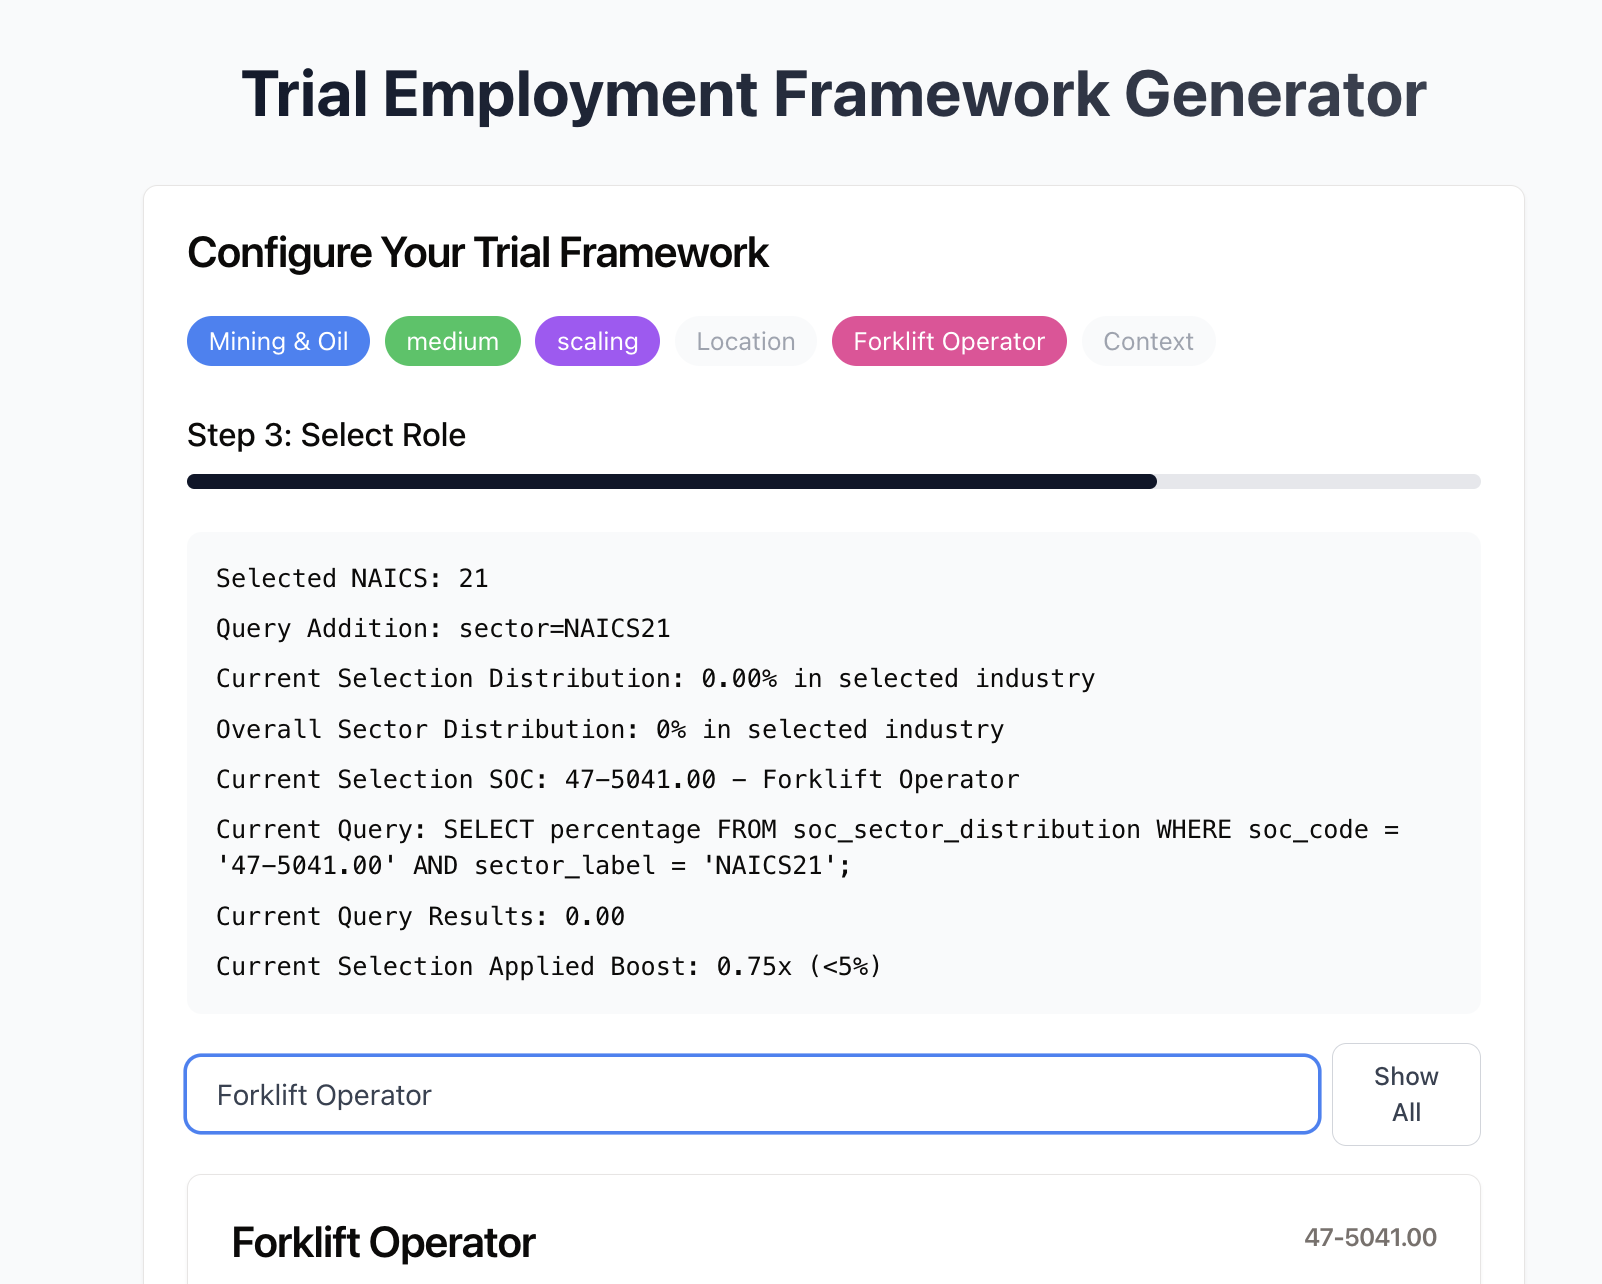 Trial Employment Framework Generator
Configure Your Trial Framework
Mining & Oil medium scaling Location Forklift Operator Context
Step 3: Select Role
Selected NAICS: 21
Query Addition: sector=NAICS21
Current Selection Distribution: 0.00% in selected industry
Overall Sector Distribution: 0% in selected industry
Current Selection SOC: 47-5041.00 - Forklift Operator
Current Query: SELECT percentage FROM soc_sector_distribution WHERE soc_code =
'47-5041.00' AND sector_label = 'NAICS21';
Current Query Results: 0.00
Current Selection Applied Boost: 0.75x (<5%)
Forklift Operator
Show
All
Forklift Operator
47-5041.00